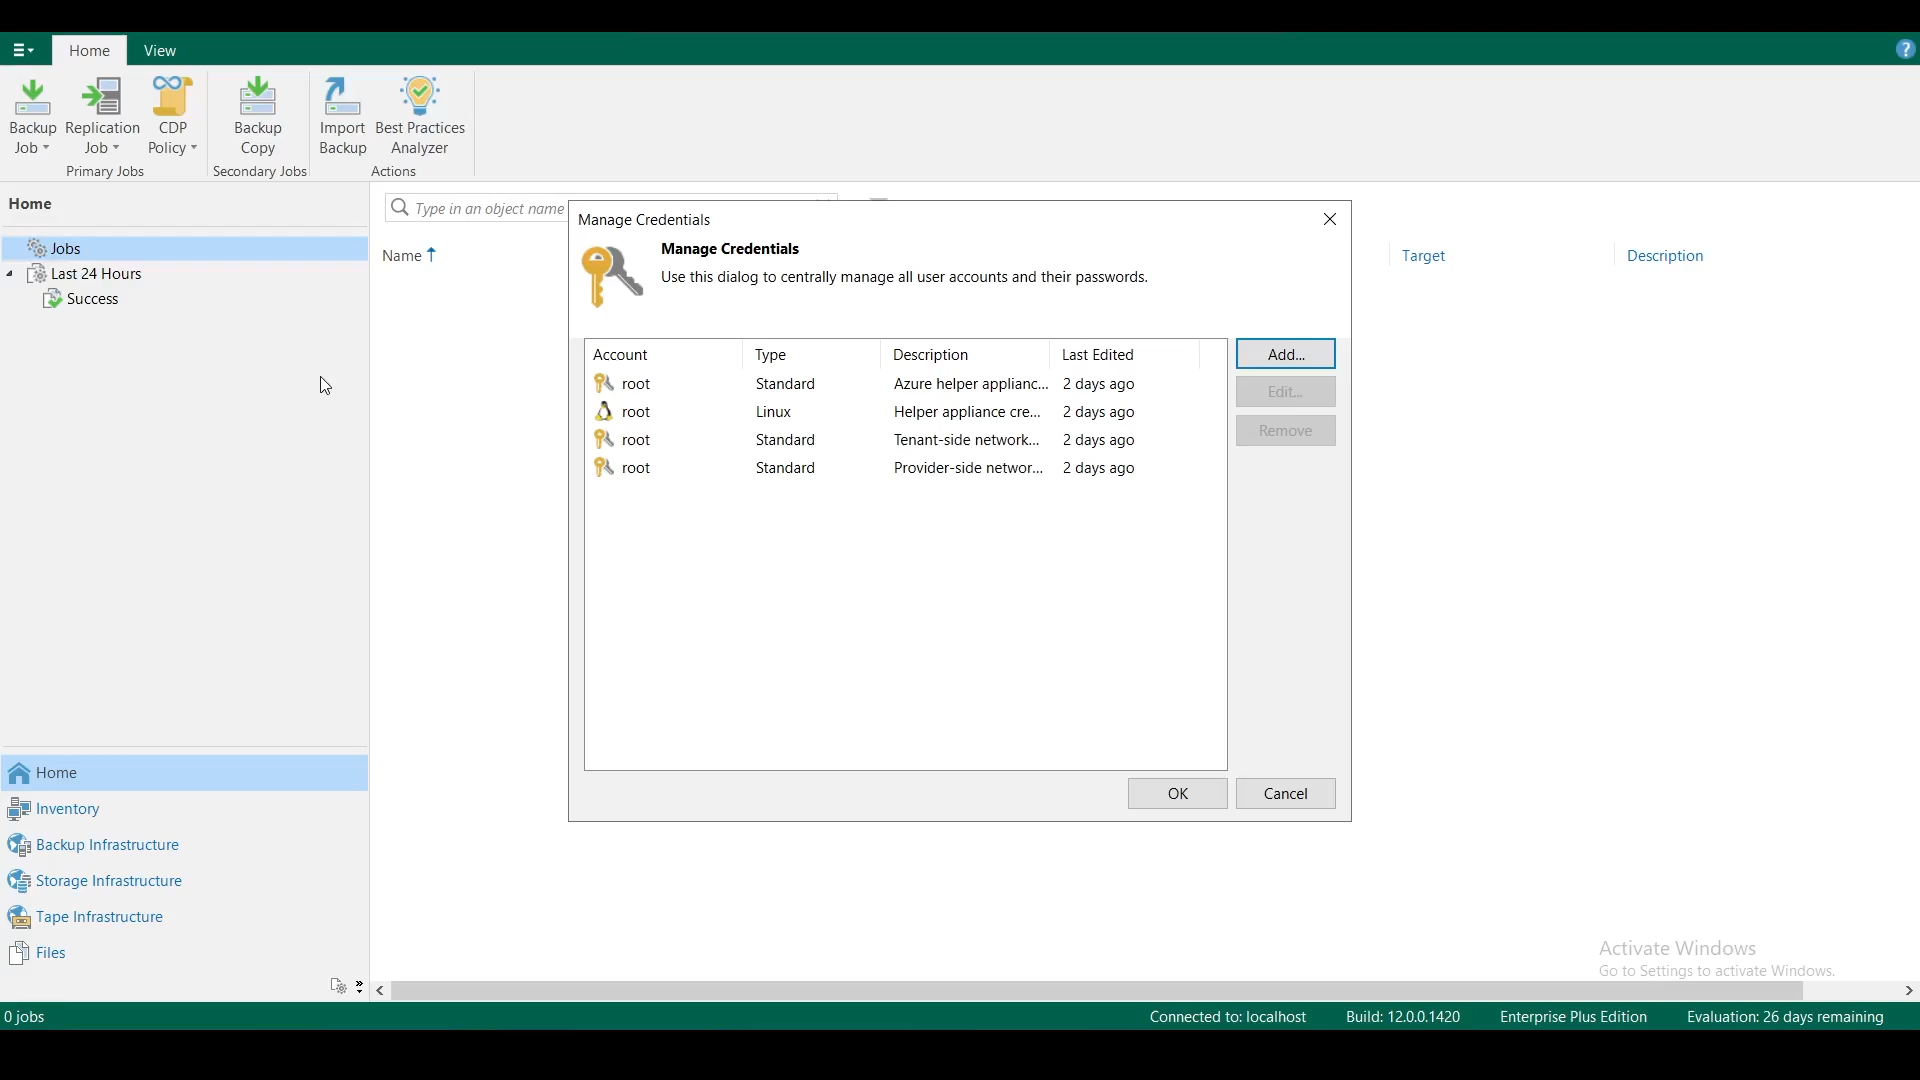 Home
View
?
Backup Job
Replication Job
CDP Policy
Backup Copy
Import Backup
Best Practices Analyzer
Primary Jobs
Secondary Jobs
Actions
Home
Jobs
Last 24 Hours
Success
Type in an object name
Name
Target
Description
Manage Credentials
Manage Credentials
Use this dialog to centrally manage all user accounts and their passwords.
Account Type Description Last Edited
root Standard Azure helper applianc... 2 days ago
root Linux Helper appliance cre... 2 days ago
root Standard Tenant-side network... 2 days ago
root Standard Provider-side networ... 2 days ago
Add...
Edit...
Remove
OK
Cancel
Home
Inventory
Backup Infrastructure
Storage Infrastructure
Tape Infrastructure
Files
Activate Windows
Go to Settings to activate Windows.
0 jobs
Connected to: localhost
Build: 12.0.0.1420
Enterprise Plus Edition
Evaluation: 26 days remaining